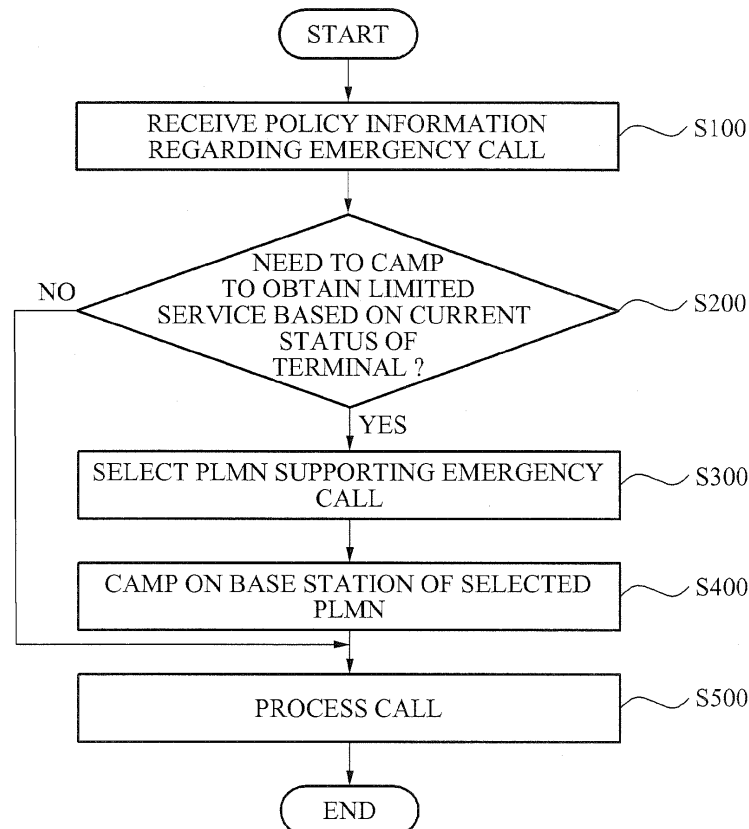 START
RECEIVE POLICY INFORMATION
REGARDING EMERGENCY CALL
S100
NEED TO CAMP
TO OBTAIN LIMITED
SERVICE BASED ON CURRENT
STATUS OF
TERMINAL ?
S200
NO
YES
SELECT PLMN SUPPORTING EMERGENCY
CALL
S300
CAMP ON BASE STATION OF SELECTED
PLMN
S400
PROCESS CALL
S500
END